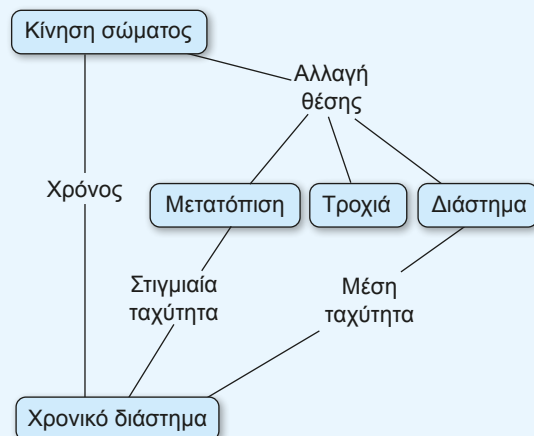 Κίνηση σώματος
Αλλαγή
θέσης
Χρόνος
Μετατόπιση
Τροχιά
Διάστημα
Στιγμιαία
ταχύτητα
Μέση
ταχύτητα
Χρονικό διάστημα